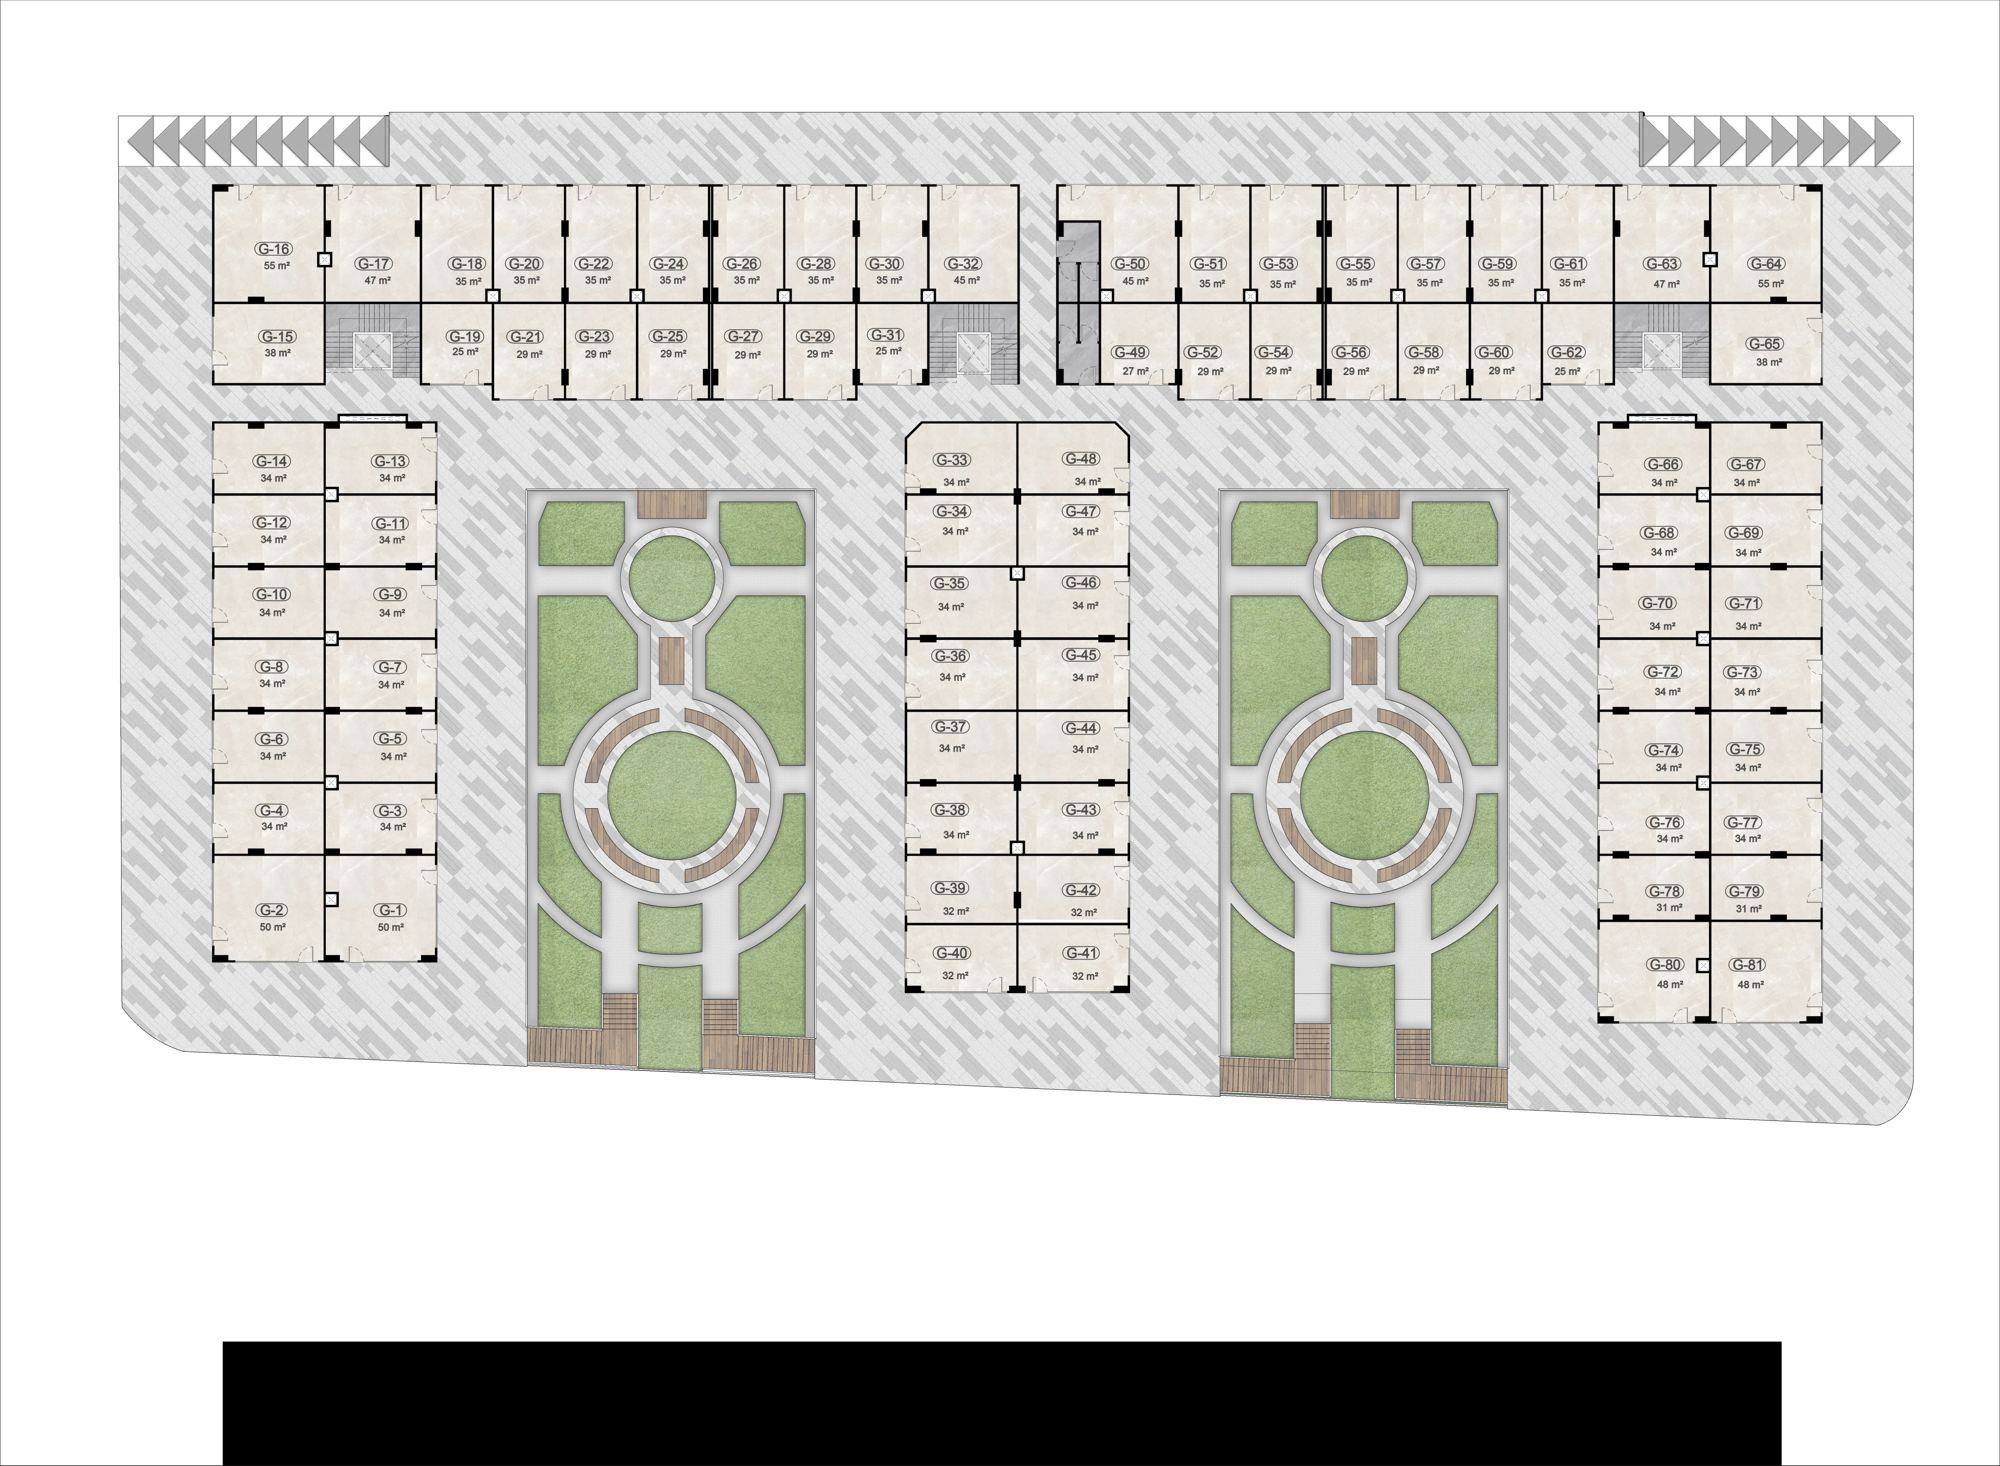 G-16
55 m²
G-17
47 m²
G-18
35 m²
G-20
35 m²
G-22
35 m²
G-24
35 m²
G-26
35 m²
G-28
35 m²
G-30
35 m²
G-32
45 m²
G-50
45 m²
G-51
35 m²
G-53
35 m²
G-55
35 m²
G-57
35 m²
G-59
35 m²
G-61
35 m²
G-63
47 m²
G-64
55 m²
G-15
38 m²
G-19
25 m²
G-21
29 m²
G-23
29 m²
G-25
29 m²
G-27
29 m²
G-29
29 m²
G-31
25 m²
G-49
27 m²
G-52
29 m²
G-54
29 m²
G-56
29 m²
G-58
29 m²
G-60
29 m²
G-62
25 m²
G-65
38 m²
G-14
34 m²
G-13
34 m²
G-12
34 m²
G-11
34 m²
G-10
34 m²
G-9
34 m²
G-8
34 m²
G-7
34 m²
G-6
34 m²
G-5
34 m²
G-4
34 m²
G-3
34 m²
G-2
50 m²
G-1
50 m²
G-33
34 m²
G-48
34 m²
G-34
34 m²
G-47
34 m²
G-35
34 m²
G-46
34 m²
G-36
34 m²
G-45
34 m²
G-37
34 m²
G-44
34 m²
G-38
34 m²
G-43
34 m²
G-39
32 m²
G-42
32 m²
G-40
32 m²
G-41
32 m²
G-66
34 m²
G-67
34 m²
G-68
34 m²
G-69
34 m²
G-70
34 m²
G-71
34 m²
G-72
34 m²
G-73
34 m²
G-74
34 m²
G-75
34 m²
G-76
34 m²
G-77
34 m²
G-78
31 m²
G-79
31 m²
G-80
48 m²
G-81
48 m²